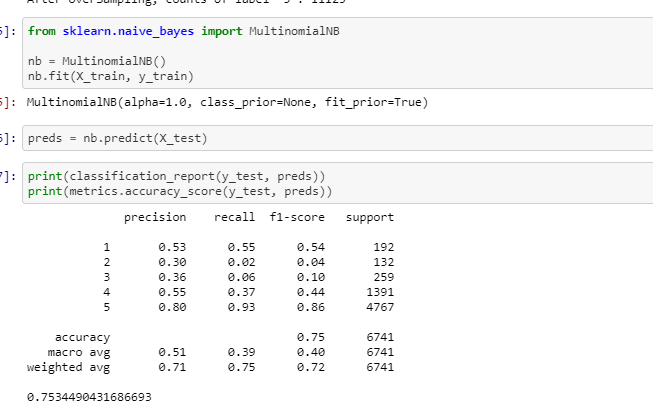 After OverSampling, counts of label '5': 11125
5]: from sklearn.naive_bayes import MultinomialNB
nb = MultinomialNB()
nb.fit(X_train, y_train)
5]: MultinomialNB(alpha=1.0, class_prior=None, fit_prior=True)
5]: preds = nb.predict(X_test)
7]: print(classification_report(y_test, preds))
print(metrics.accuracy_score(y_test, preds))
precision recall f1-score support
1 0.53 0.55 0.54 192
2 0.30 0.02 0.04 132
3 0.36 0.06 0.10 259
4 0.55 0.37 0.44 1391
5 0.80 0.93 0.86 4767
accuracy 0.75 6741
macro avg 0.51 0.39 0.40 6741
weighted avg 0.71 0.75 0.72 6741
0.7534490431686693